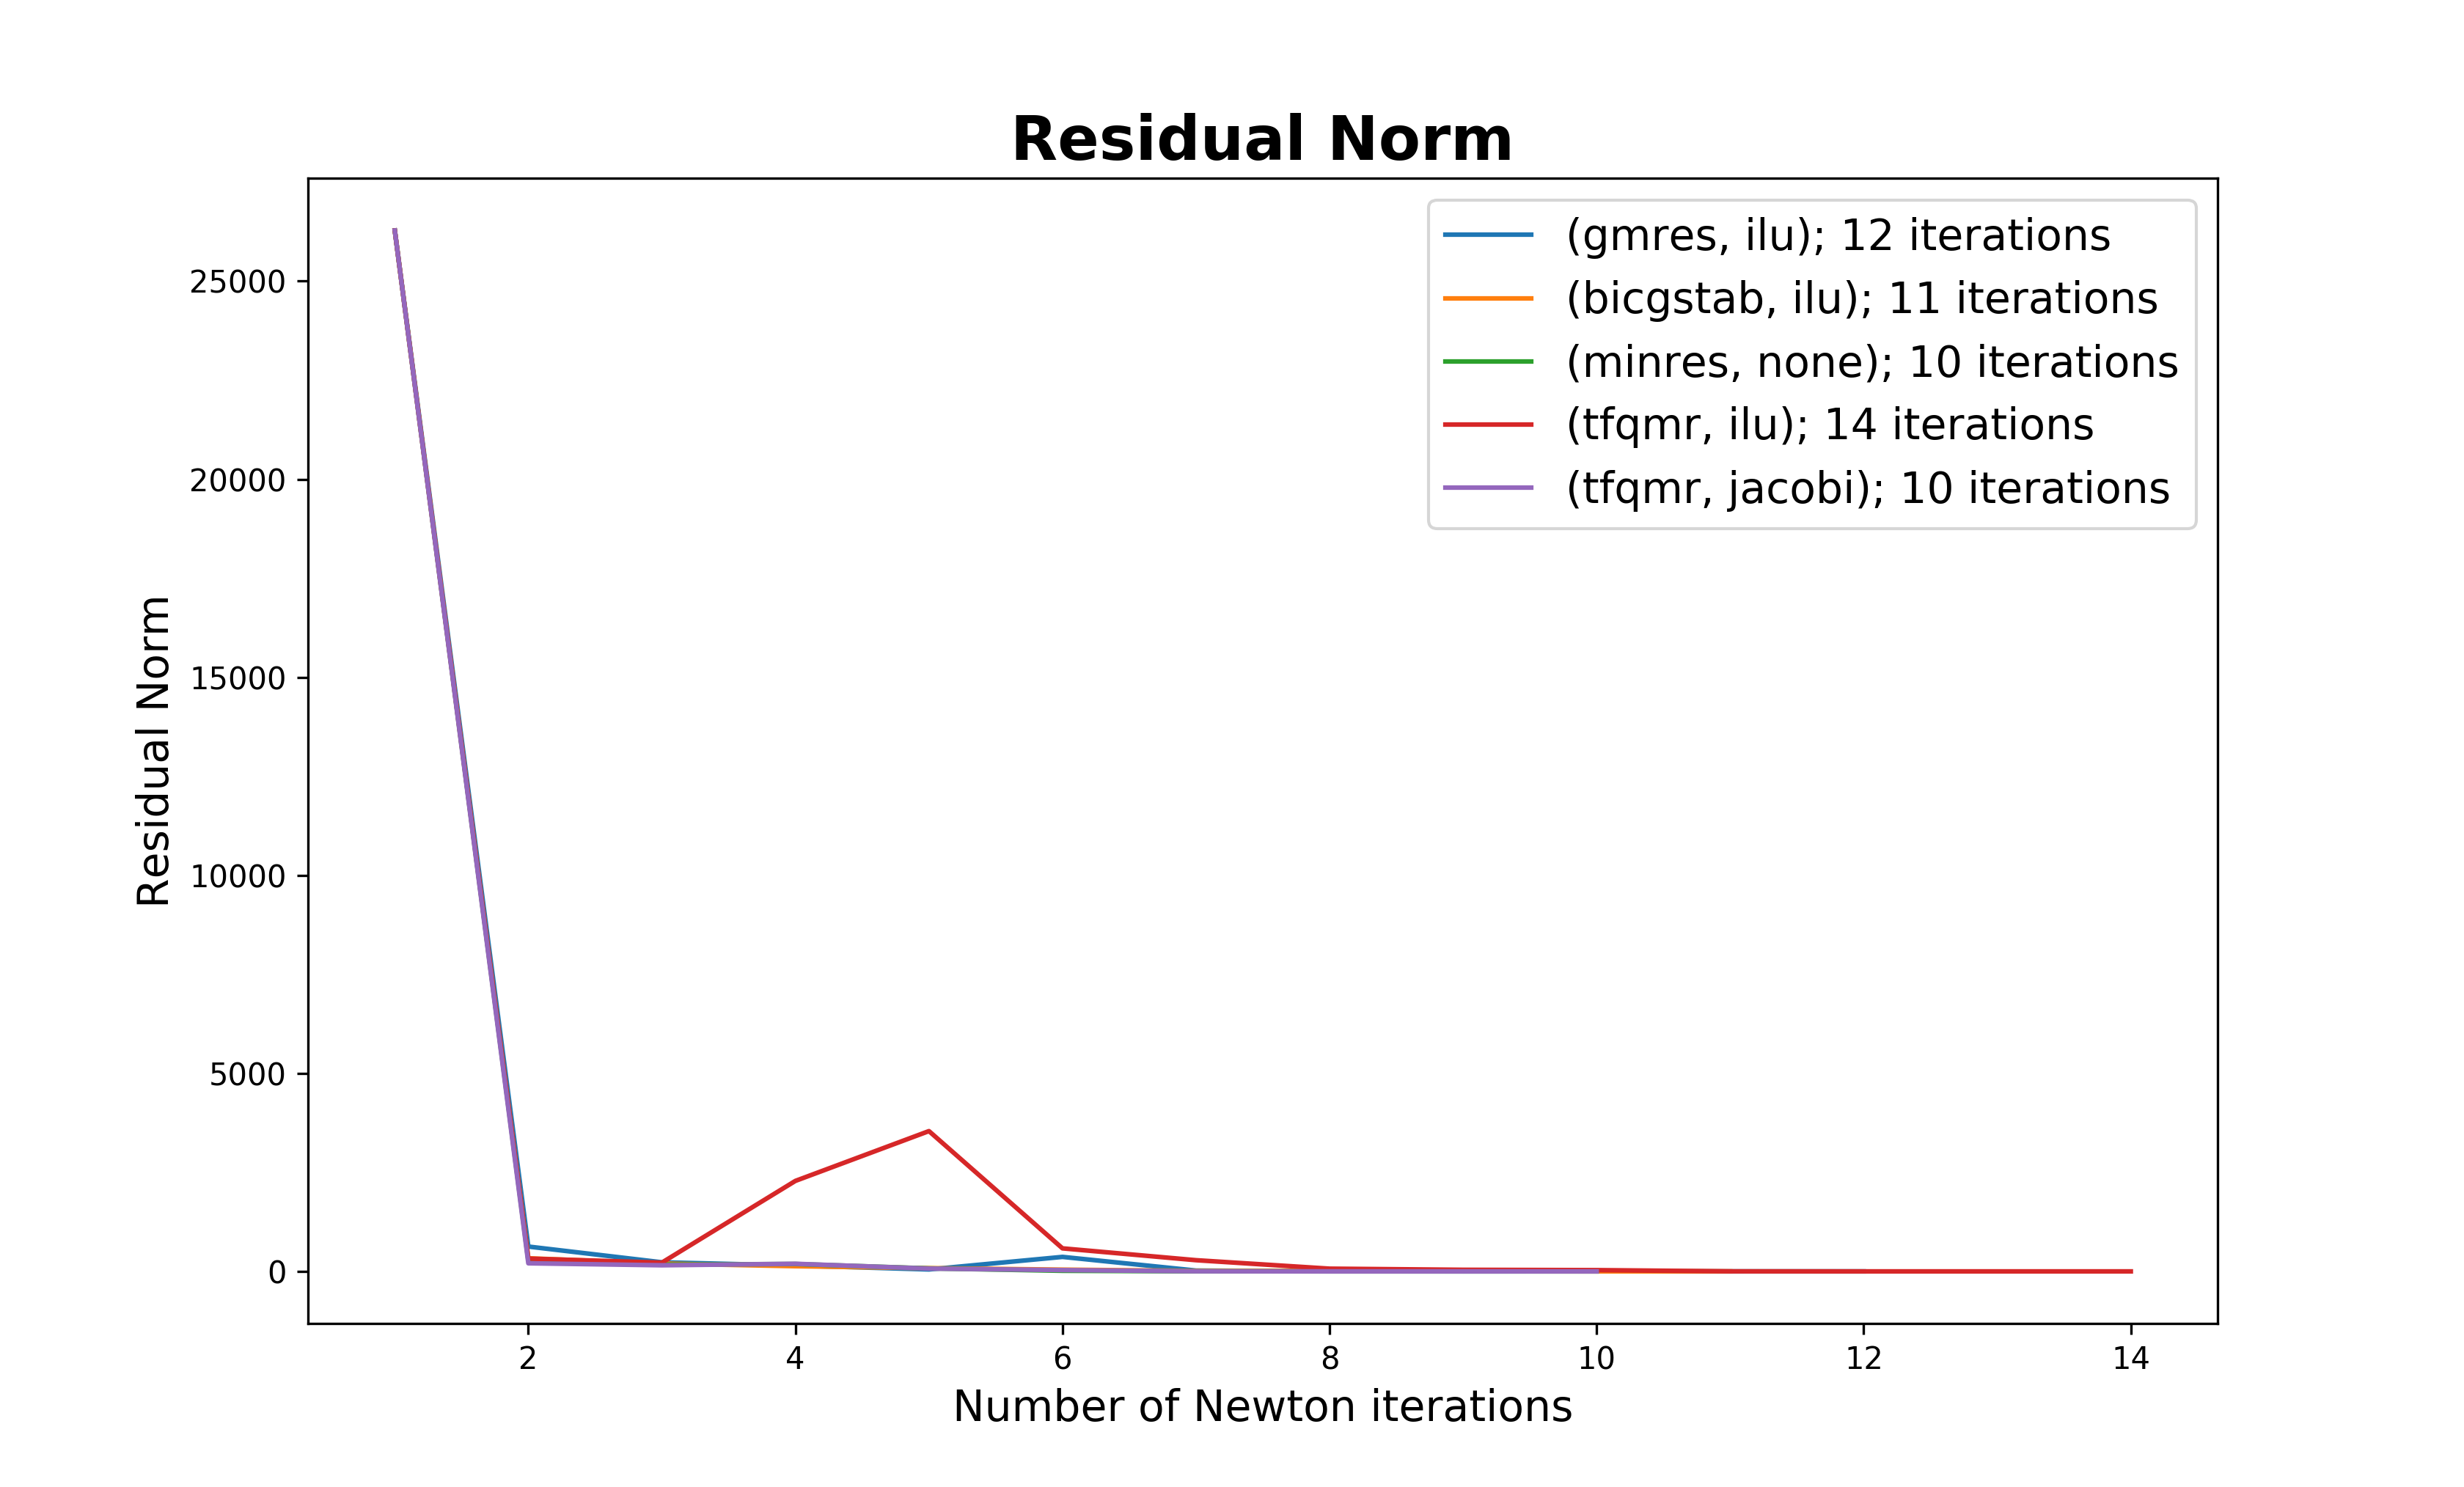 Residual Norm
(gmres, ilu); 12 iterations
(bicgstab, ilu); 11 iterations
(minres, none); 10 iterations
(tfqmr, ilu); 14 iterations
(tfqmr, jacobi); 10 iterations
Residual Norm
25000
20000
15000
10000
5000
0
2 4 6 8 10 12 14
Number of Newton iterations